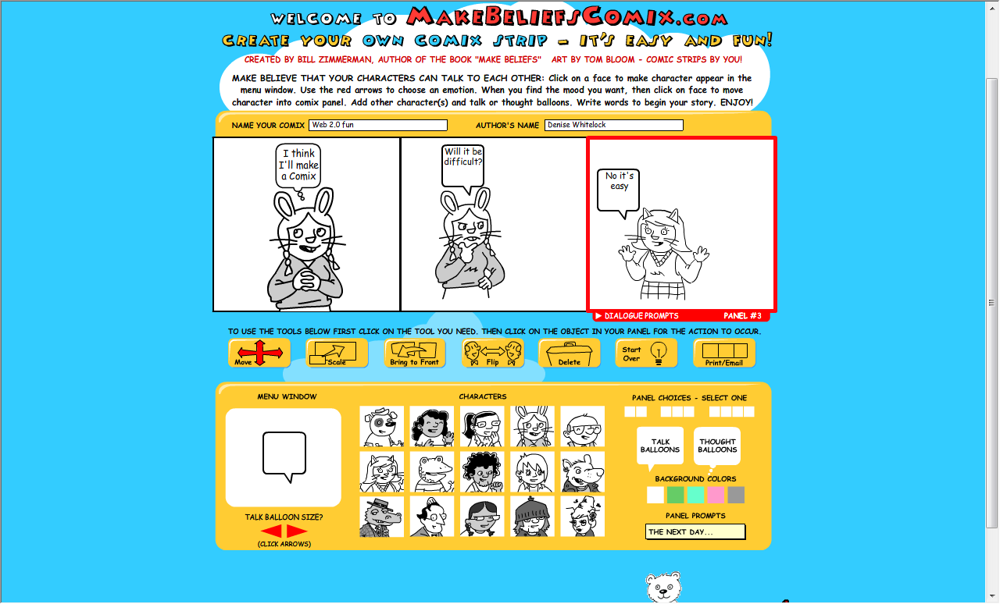 WELCOME TO MAKEBELIEFSCOMIX.COM
CREATE YOUR OWN COMIX STRIP - IT'S EASY AND FUN!
CREATED BY BILL ZIMMERMAN, AUTHOR OF THE BOOK "MAKE BELIEFS" ART BY TOM BLOOM - COMIC STRIPS BY YOU!
MAKE BELIEVE THAT YOUR CHARACTERS CAN TALK TO EACH OTHER: Click on a face to make character appear in the
menu window. Use the red arrows to choose an emotion. When you find the mood you want, then click on face to move
character into comix panel. Add other character(s) and talk or thought balloons. Write words to begin your story. ENJOY!
NAME YOUR COMIX Web 2.0 fun AUTHOR'S NAME Denise Whitelock
I think
I'll make
a Comix
Will it be
difficult?
No it's
easy
DIALOGUE PROMPTS PANEL #3
TO USE THE TOOLS BELOW FIRST CLICK ON THE TOOL YOU NEED. THEN CLICK ON THE OBJECT IN YOUR PANEL FOR THE ACTION TO OCCUR.
Move
Scale
Bring to Front
Flip
Delete
Start
Over
Print/Email
MENU WINDOW
TALK BALLOON SIZE?
(CLICK ARROWS)
CHARACTERS
PANEL CHOICES - SELECT ONE
TALK
BALLOONS
THOUGHT
BALLOONS
BACKGROUND COLORS
PANEL PROMPTS
THE NEXT DAY...